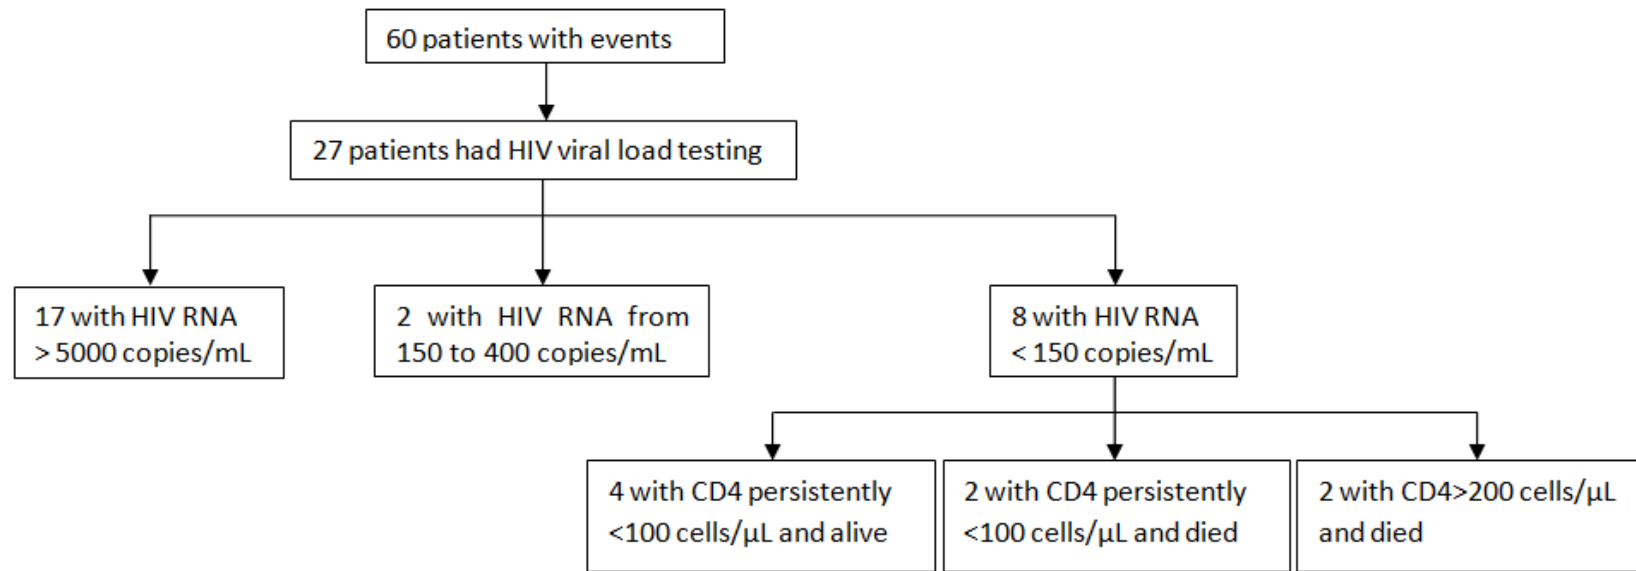 60 patients with events
27 patients had HIV viral load testing
17 with HIV RNA
> 5000 copies/mL
2 with HIV RNA from
150 to 400 copies/mL
8 with HIV RNA
< 150 copies/mL
4 with CD4 persistently
<100 cells/µL and alive
2 with CD4 persistently
<100 cells/µL and died
2 with CD4>200 cells/µL
and died